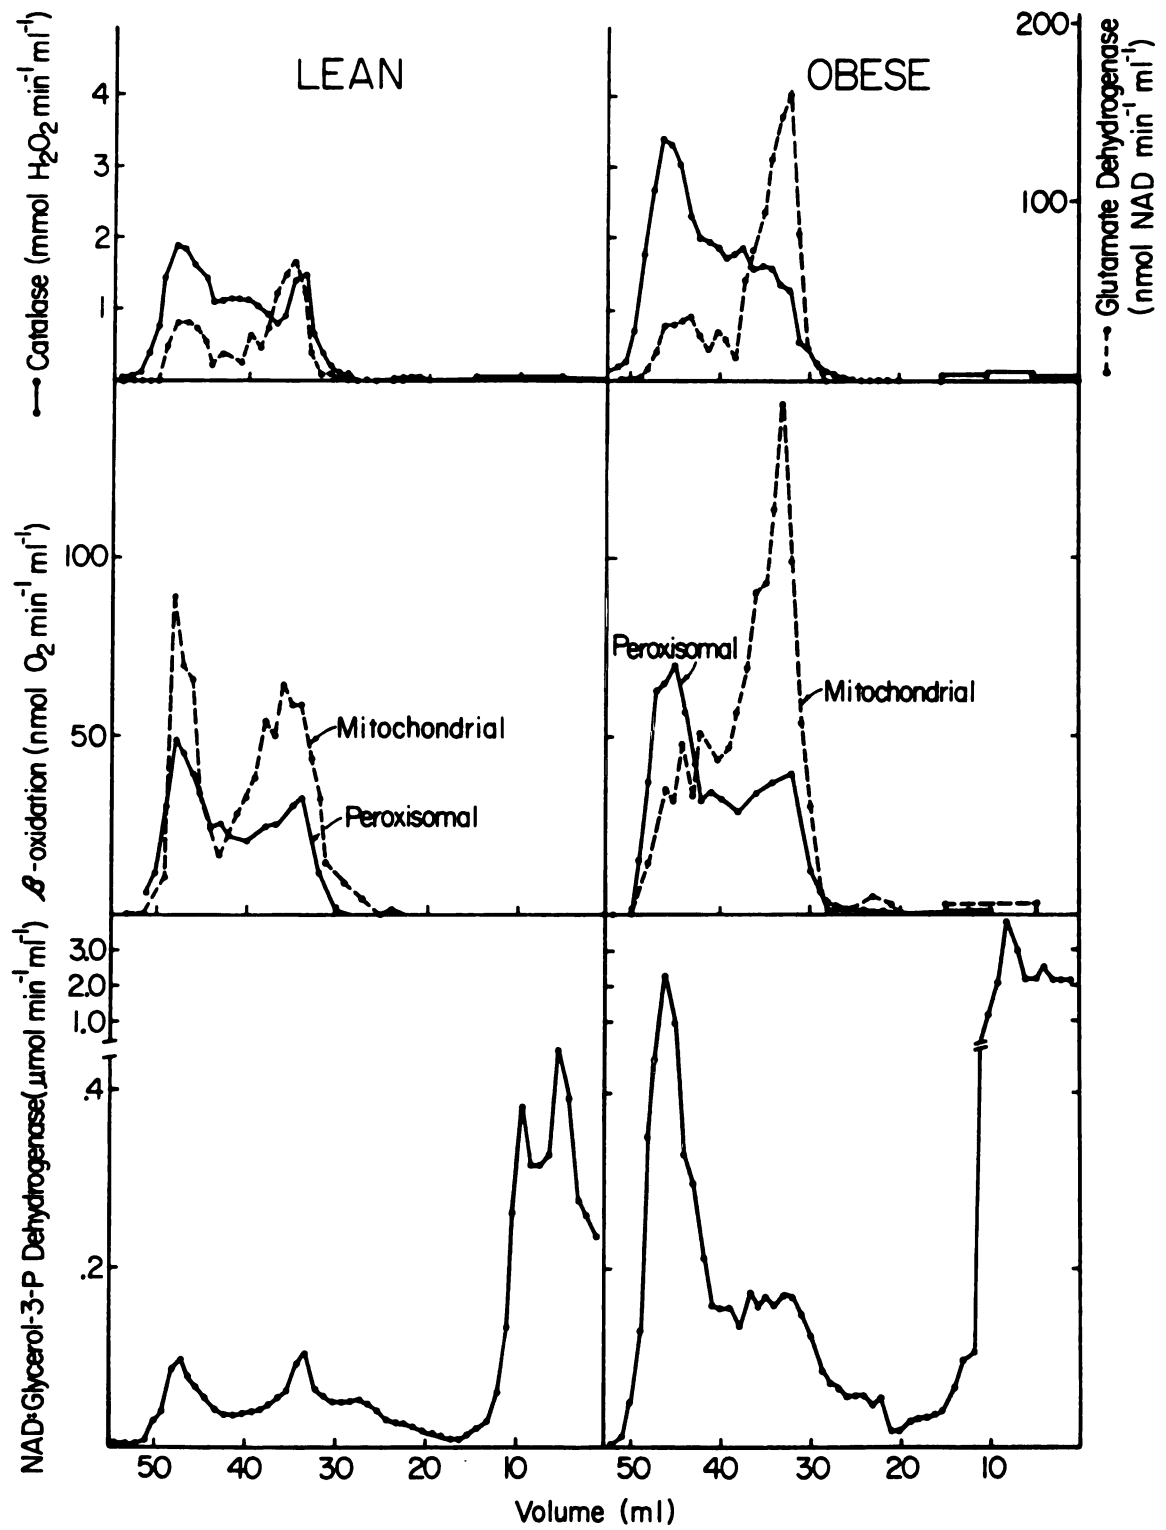 LEAN
OBESE
•—• Catalase (mmol H₂O₂ min⁻¹ ml⁻¹)
4
3
2
1
200
100
•--• Glutamate Dehydrogenase
(nmol NAD min⁻¹ ml⁻¹)
β-oxidation (nmol O₂ min⁻¹ ml⁻¹)
100
50
Mitochondrial
Peroxisomal
Peroxisomal
Mitochondrial
NAD:Glycerol-3-P Dehydrogenase(μmol min⁻¹ ml⁻¹)
3.0
2.0
1.0
.4
.2
50 40 30 20 10 50 40 30 20 10
Volume (ml)